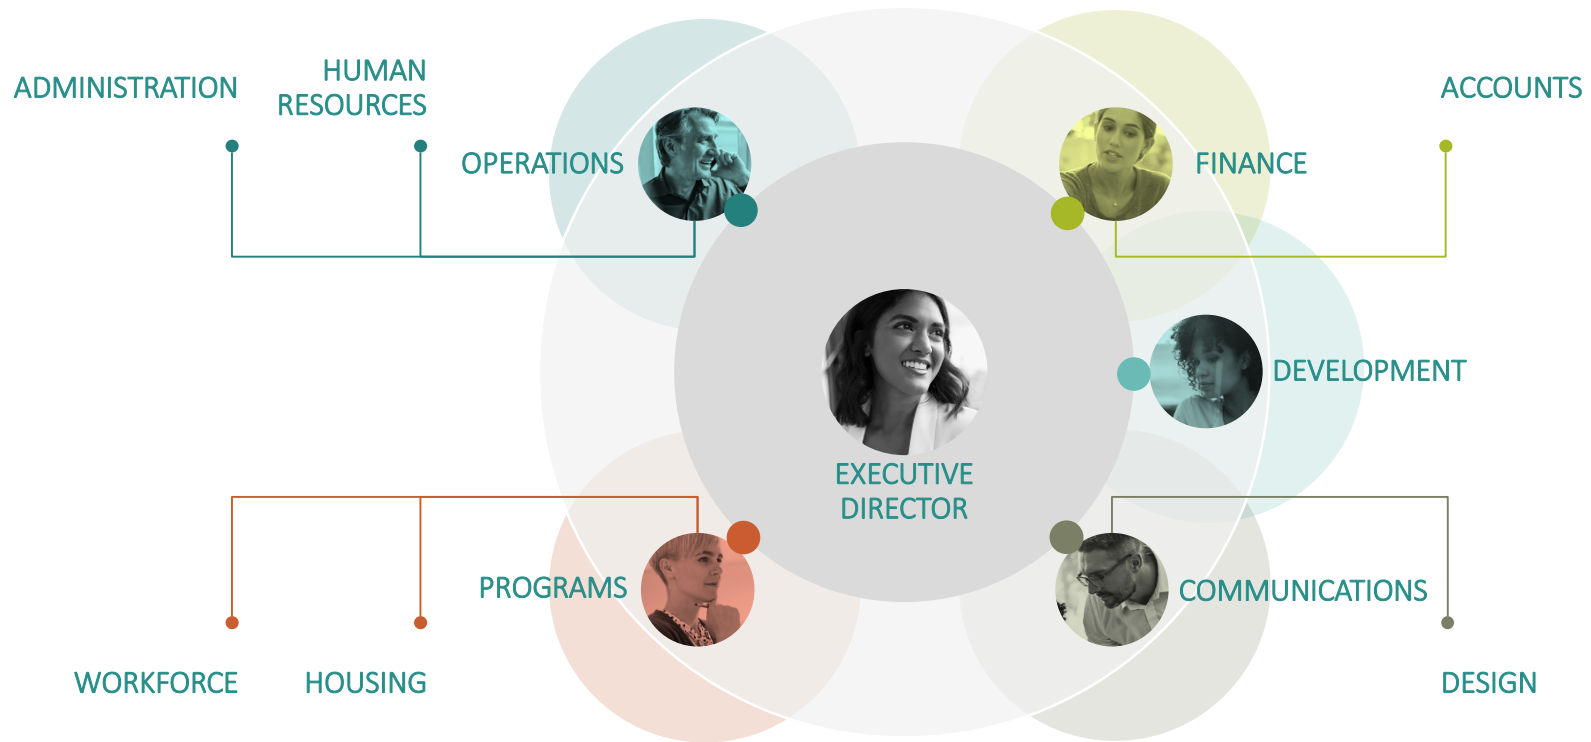 ADMINISTRATION
HUMAN
RESOURCES
OPERATIONS
FINANCE
ACCOUNTS
DEVELOPMENT
EXECUTIVE
DIRECTOR
PROGRAMS
COMMUNICATIONS
WORKFORCE
HOUSING
DESIGN